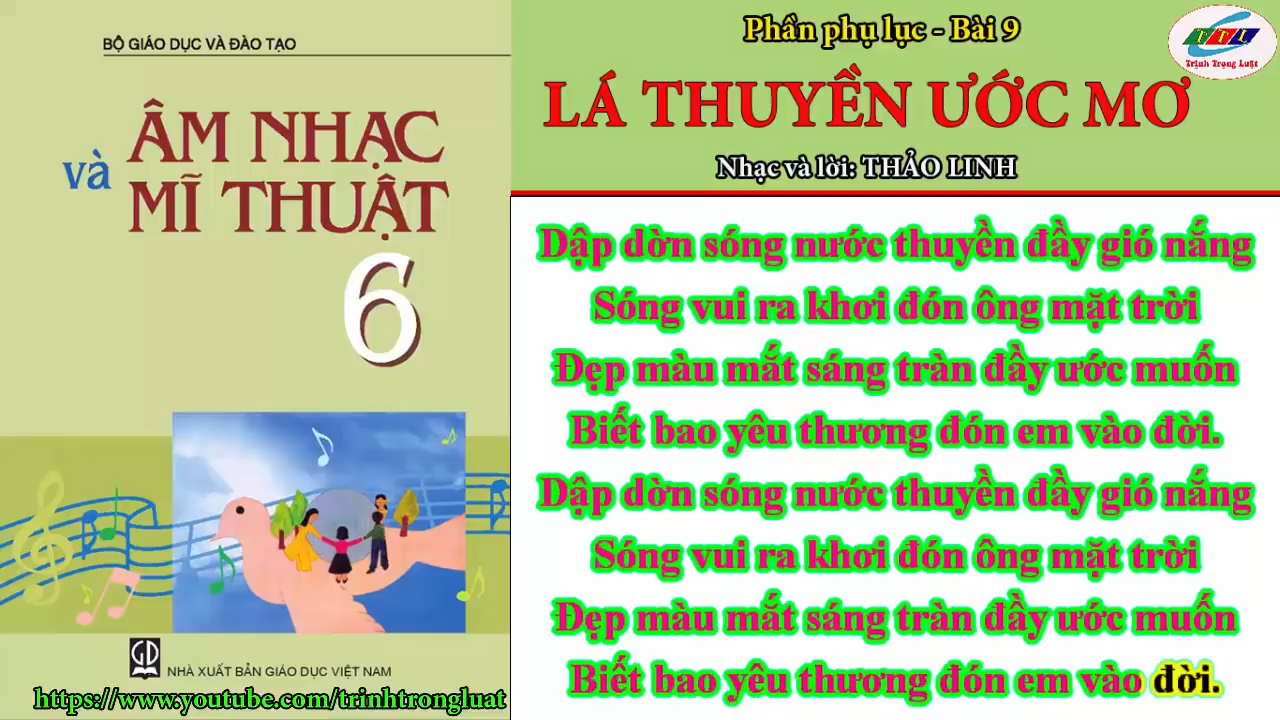 BỘ GIÁO DỤC VÀ ĐÀO TẠO
ÂM NHẠC
và
MĨ THUẬT
6
NHÀ XUẤT BẢN GIÁO DỤC VIỆT NAM
https://www.youtube.com/trinhtrongluat
Phần phụ lục - Bài 9
LÁ THUYỀN ƯỚC MƠ
Nhạc và lời: THẢO LINH
TTL
Trịnh Trọng Luật
Dập dờn sóng nước thuyền đầy gió nắng
Sóng vui ra khơi đón ông mặt trời
Đẹp màu mắt sáng tràn đầy ước muốn
Biết bao yêu thương đón em vào đời.
Dập dờn sóng nước thuyền đầy gió nắng
Sóng vui ra khơi đón ông mặt trời
Đẹp màu mắt sáng tràn đầy ước muốn
Biết bao yêu thương đón em vào đời.